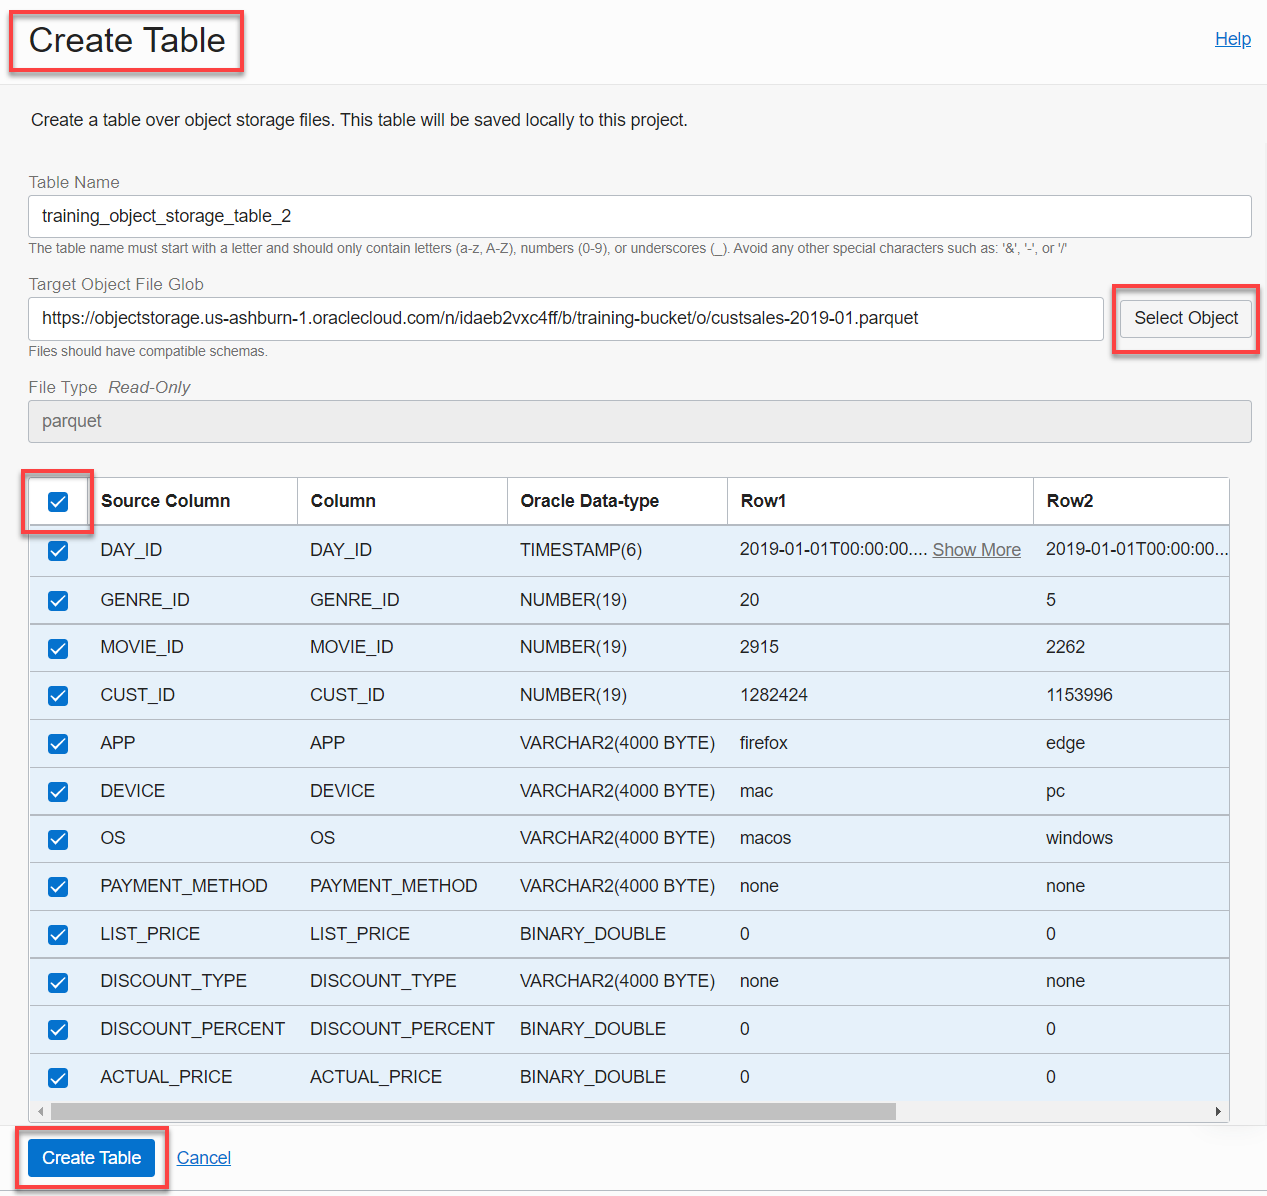 Create Table
Help
Create a table over object storage files. This table will be saved locally to this project.
Table Name
training_object_storage_table_2
The table name must start with a letter and should only contain letters (a-z, A-Z), numbers (0-9), or underscores (_). Avoid any other special characters such as: '&', '-', or '/'
Target Object File Glob
https://objectstorage.us-ashburn-1.oraclecloud.com/n/idaeb2vxc4ff/b/training-bucket/o/custsales-2019-01.parquet
Select Object
Files should have compatible schemas.
File Type Read-Only
parquet
Source Column Column Oracle Data-type Row1 Row2
DAY_ID DAY_ID TIMESTAMP(6) 2019-01-01T00:00:00.... Show More 2019-01-01T00:00:00...
GENRE_ID GENRE_ID NUMBER(19) 20 5
MOVIE_ID MOVIE_ID NUMBER(19) 2915 2262
CUST_ID CUST_ID NUMBER(19) 1282424 1153996
APP APP VARCHAR2(4000 BYTE) firefox edge
DEVICE DEVICE VARCHAR2(4000 BYTE) mac pc
OS OS VARCHAR2(4000 BYTE) macos windows
PAYMENT_METHOD PAYMENT_METHOD VARCHAR2(4000 BYTE) none none
LIST_PRICE LIST_PRICE BINARY_DOUBLE 0 0
DISCOUNT_TYPE DISCOUNT_TYPE VARCHAR2(4000 BYTE) none none
DISCOUNT_PERCENT DISCOUNT_PERCENT BINARY_DOUBLE 0 0
ACTUAL_PRICE ACTUAL_PRICE BINARY_DOUBLE 0 0
Create Table Cancel